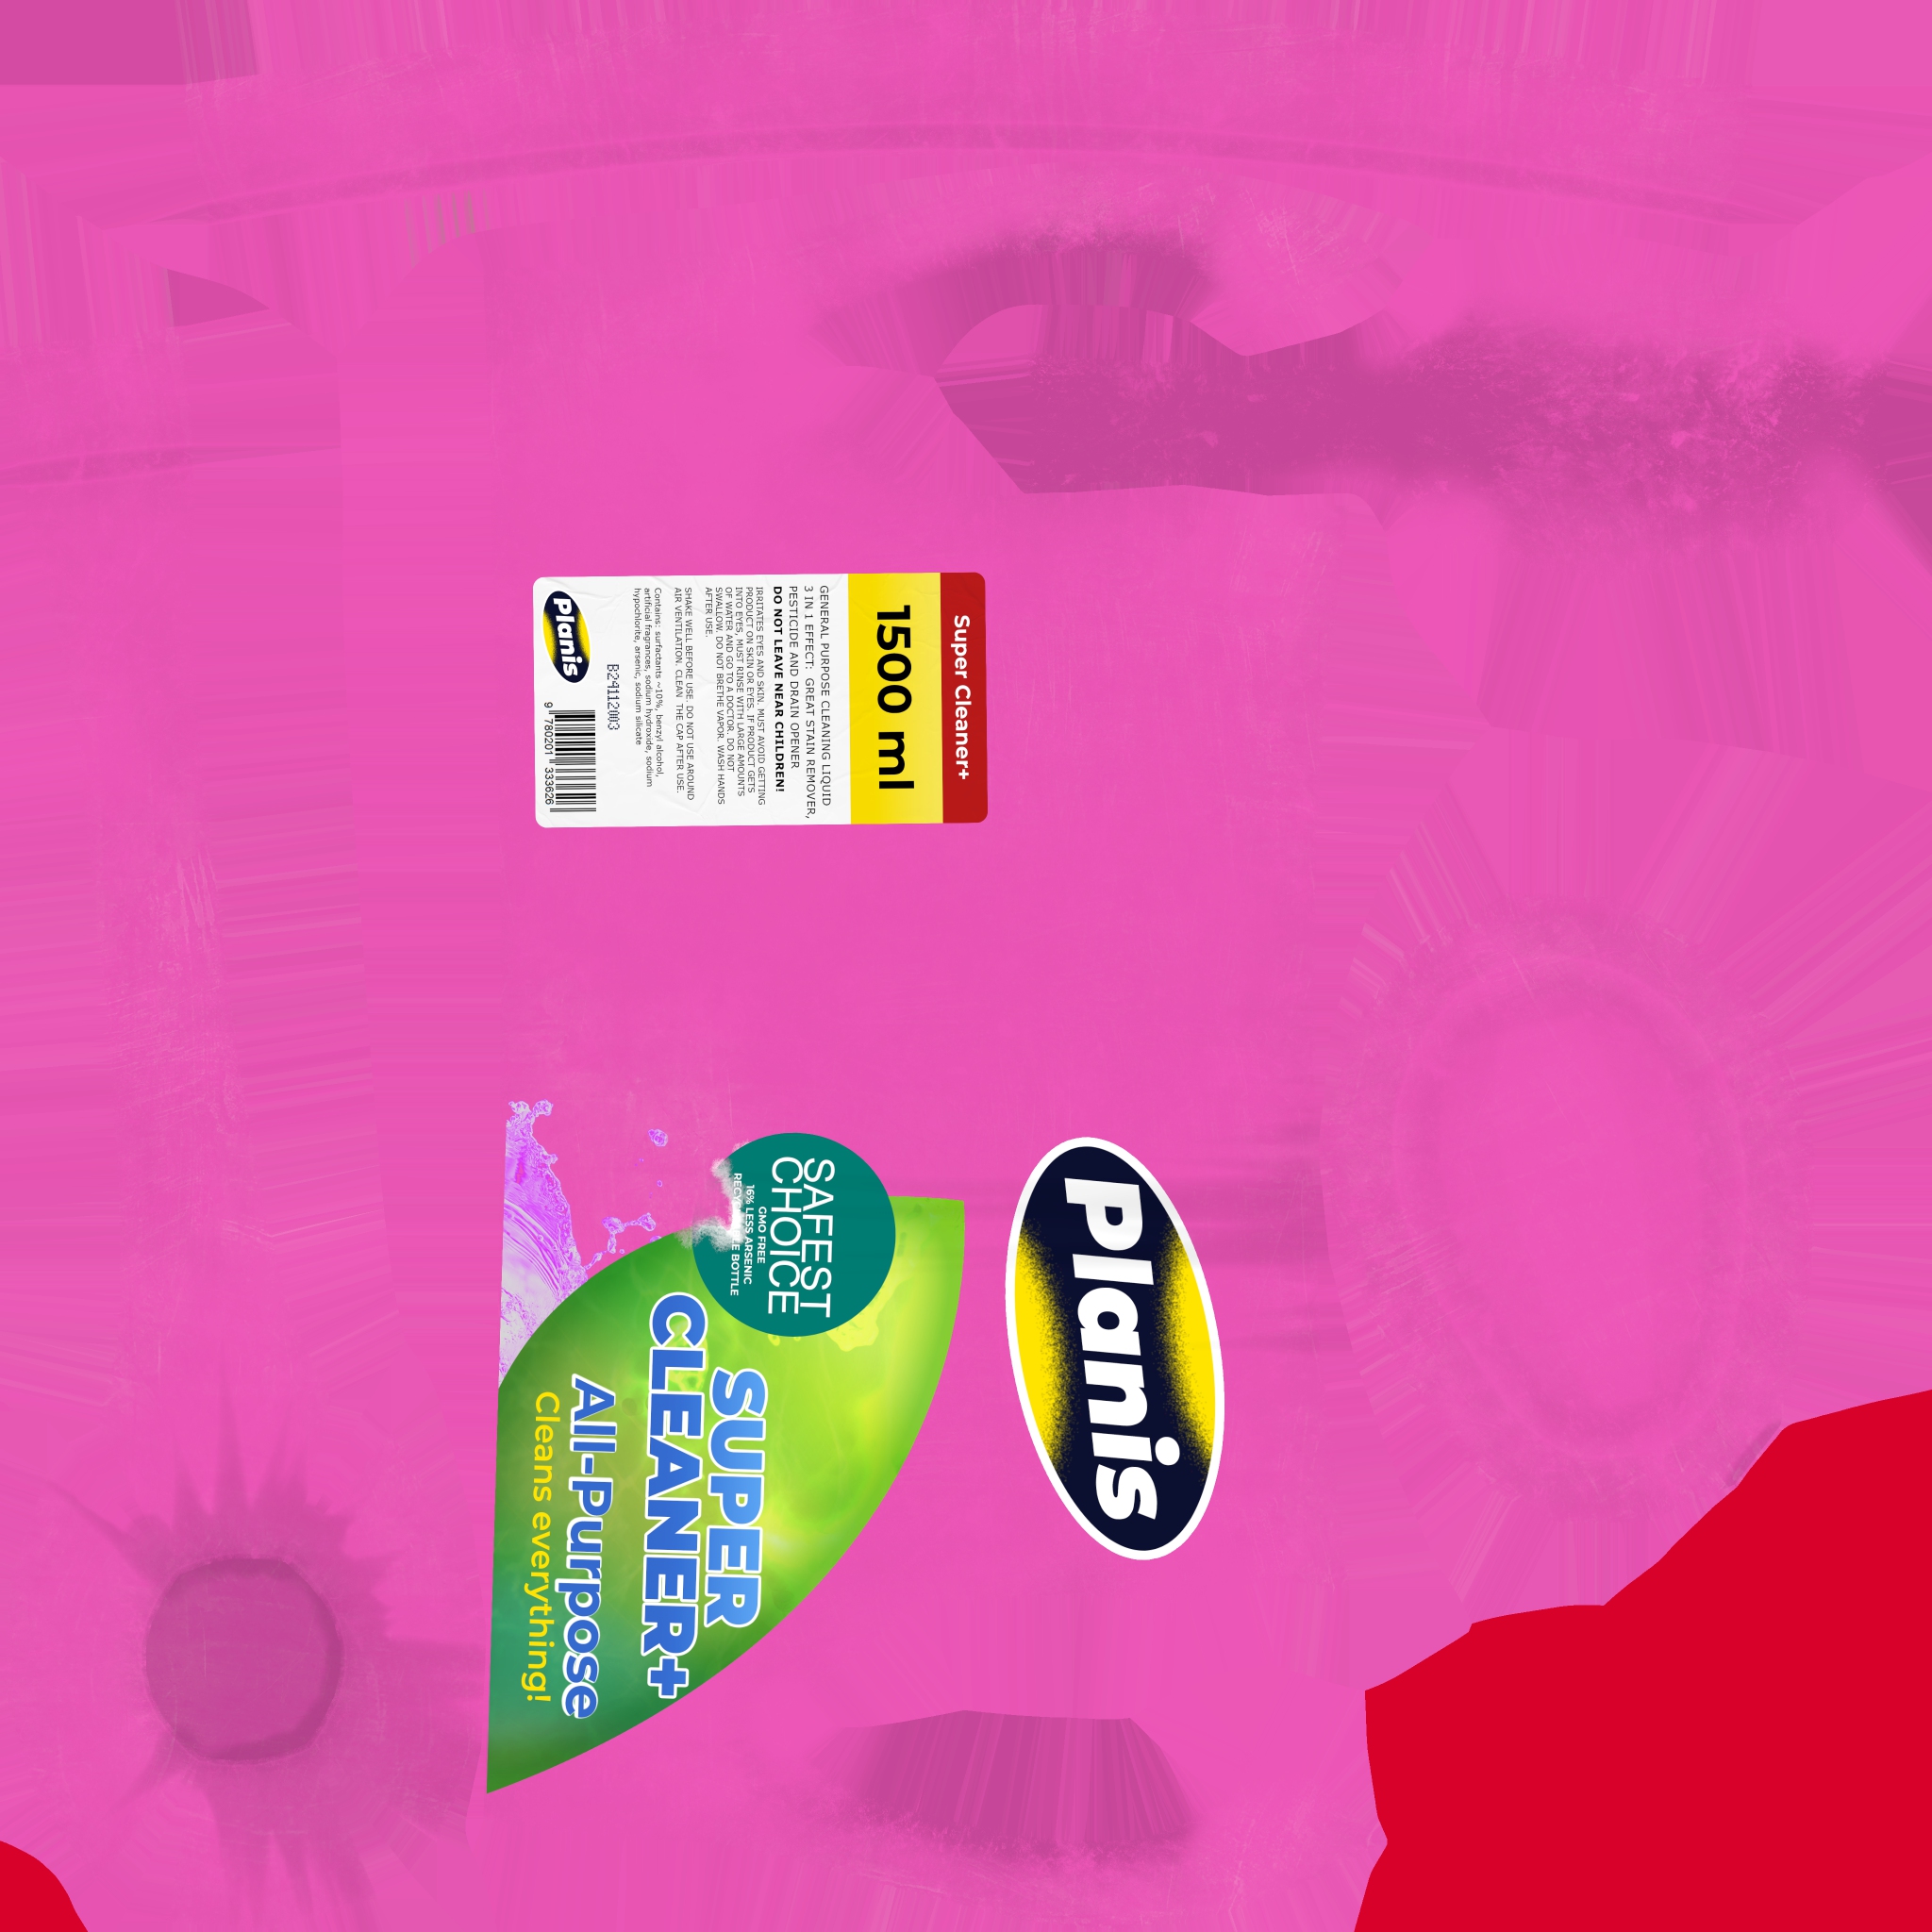 Super Cleaner+
1500 ml
GENERAL PURPOSE CLEANING LIQUID
3 IN 1 EFFECT: GREAT STAIN REMOVER,
PESTICIDE AND DRAIN OPENER
DO NOT LEAVE NEAR CHILDREN!
IRRITATES EYES AND SKIN. MUST AVOID GETTING
PRODUCT ON SKIN OR EYES. IF PRODUCT GETS
INTO EYES, MUST RINSE WITH LARGE AMOUNTS
OF WATER AND GO TO A DOCTOR. DO NOT
SWALLOW. DO NOT BRETHE VAPOR. WASH HANDS
AFTER USE.
SHAKE WELL BEFORE USE. DO NOT USE AROUND
AIR VENTILATION. CLEAN THE CAP AFTER USE.
Contains: surfactants ~10%, benzyl alcohol,
artificial fragrances, sodium hydroxide, sodium
hypochlorite, arsenic, sodium silicate
B24112003
Planis
9 780201 333626
Planis
SAFEST
CHOICE
GMO FREE
16% LESS ARSENIC
BOTTLE
SUPER
CLEANER+
All-Purpose
Cleans everything!